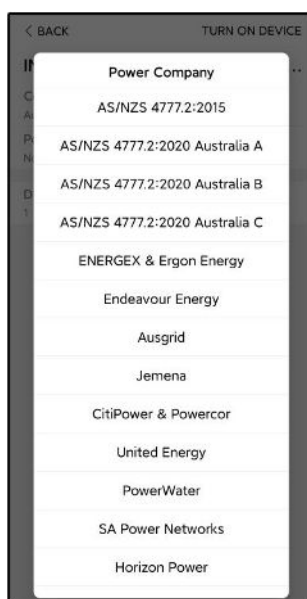 < BACK TURN ON DEVICE
Power Company
AS/NZS 4777.2:2015
AS/NZS 4777.2:2020 Australia A
AS/NZS 4777.2:2020 Australia B
AS/NZS 4777.2:2020 Australia C
ENERGEX & Ergon Energy
Endeavour Energy
Ausgrid
Jemena
CitiPower & Powercor
United Energy
PowerWater
SA Power Networks
Horizon Power